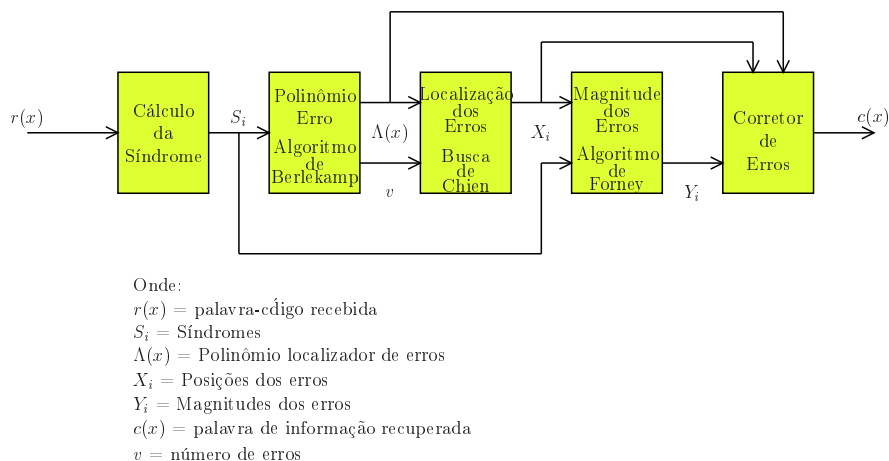 r(x)
Cálculo
da
Síndrome
S_i
Polinômio
Erro
Algoritmo
de
Berlekamp
Λ(x)
v
Localização
dos
Erros
Busca
de
Chien
X_i
Magnitude
dos
Erros
Algoritmo
de
Forney
Y_i
Corretor
de
Erros
c(x)
Onde:
r(x) = palavra-cd́igo recebida
S_i = Síndromes
Λ(x) = Polinômio localizador de erros
X_i = Posições dos erros
Y_i = Magnitudes dos erros
c(x) = palavra de informação recuperada
v = número de erros